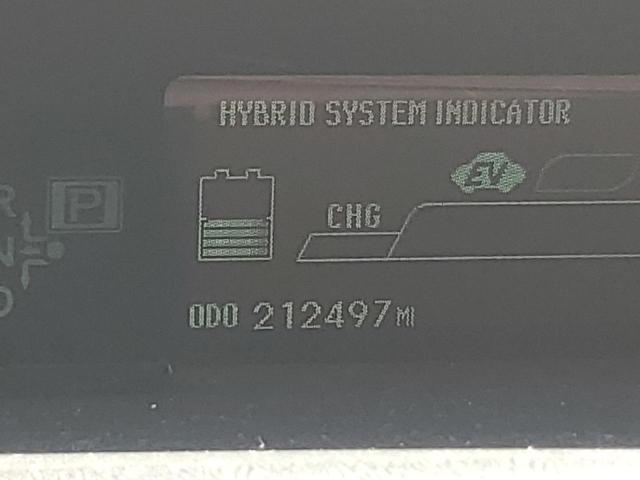 HYBRID SYSTEM INDICATOR
EV
CHG
R
P
N
D
ODO 212497 MI